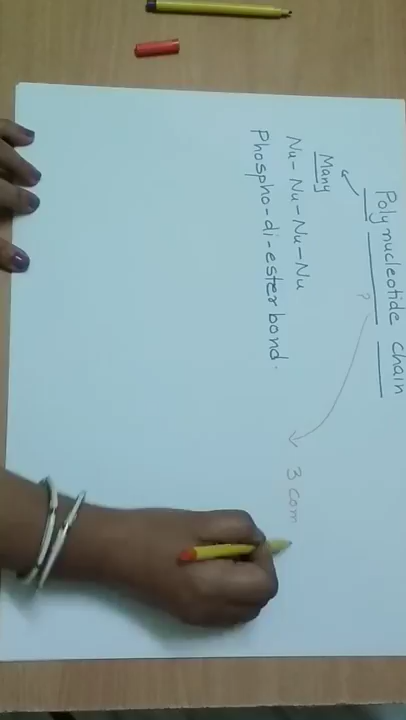 Polynucleotide chain
?
Many
Nu- Nu- Nu- Nu
Phospho-di-ester bond.
3 com